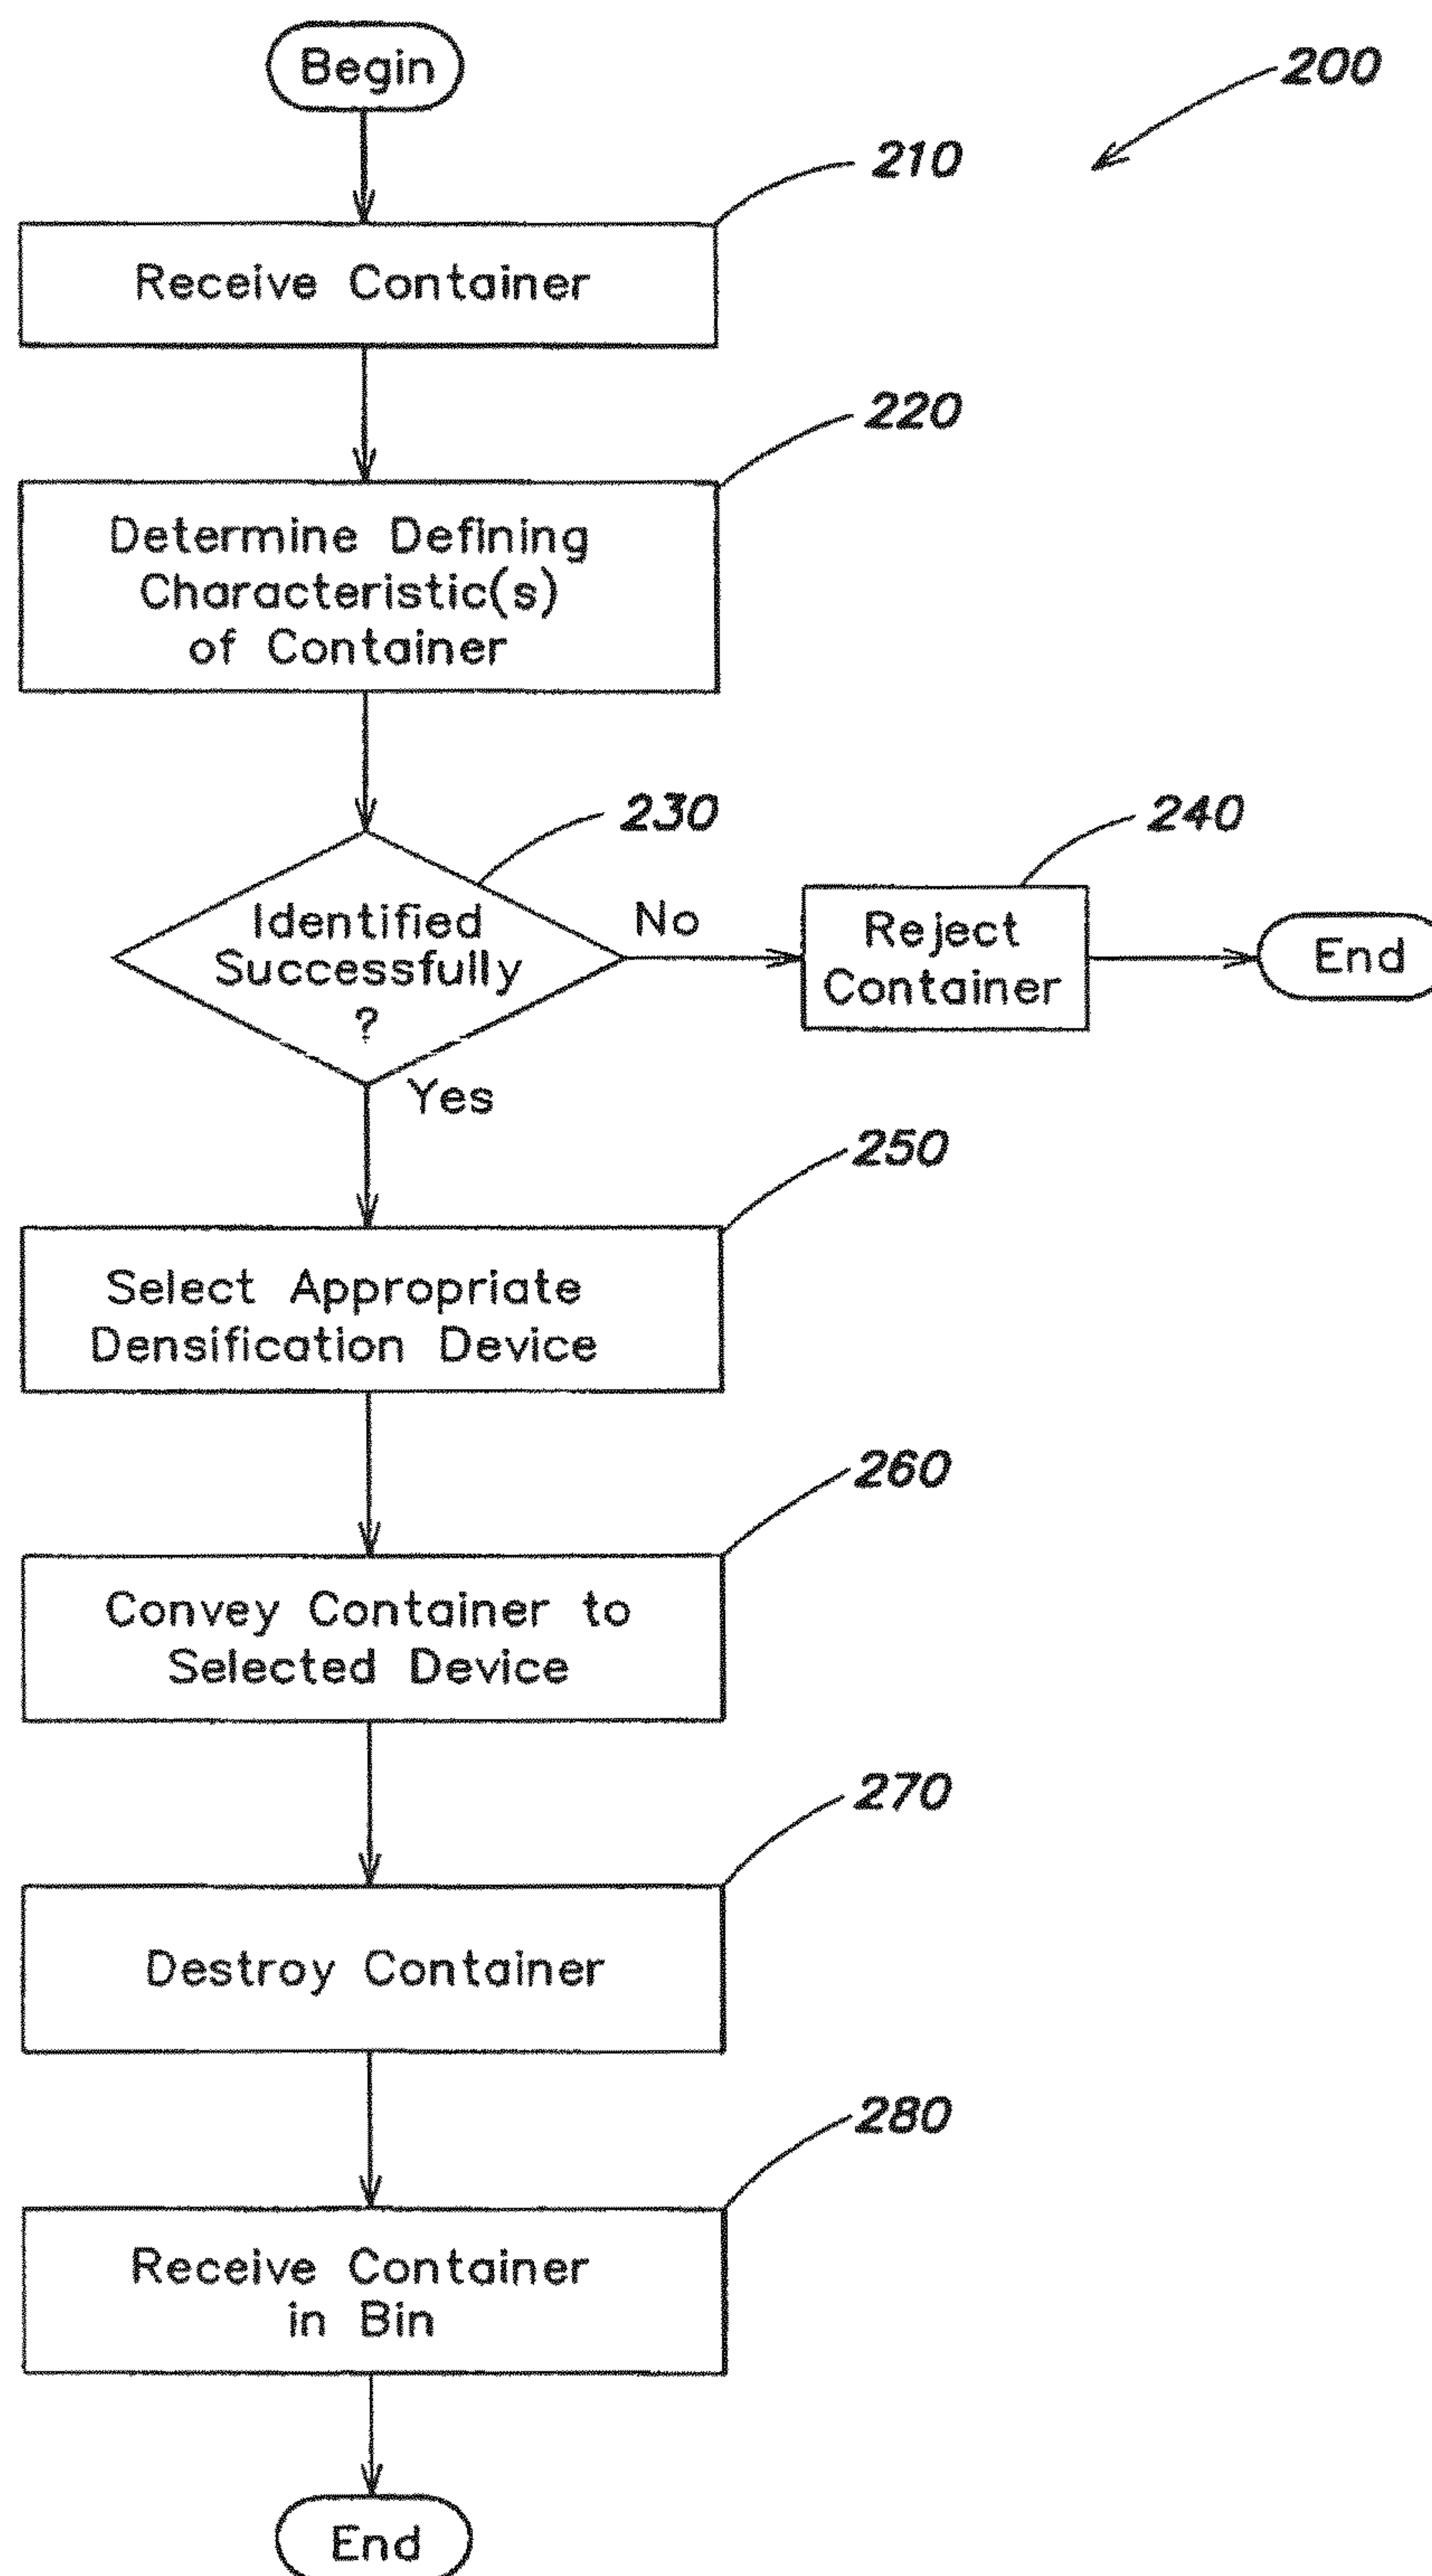 Begin
200
210
Receive Container
220
Determine Defining
Characteristic(s)
of Container
230
240
Identified
Successfully
?
No
Reject
Container
End
Yes
250
Select Appropriate
Densification Device
260
Convey Container to
Selected Device
270
Destroy Container
280
Receive Container
in Bin
End